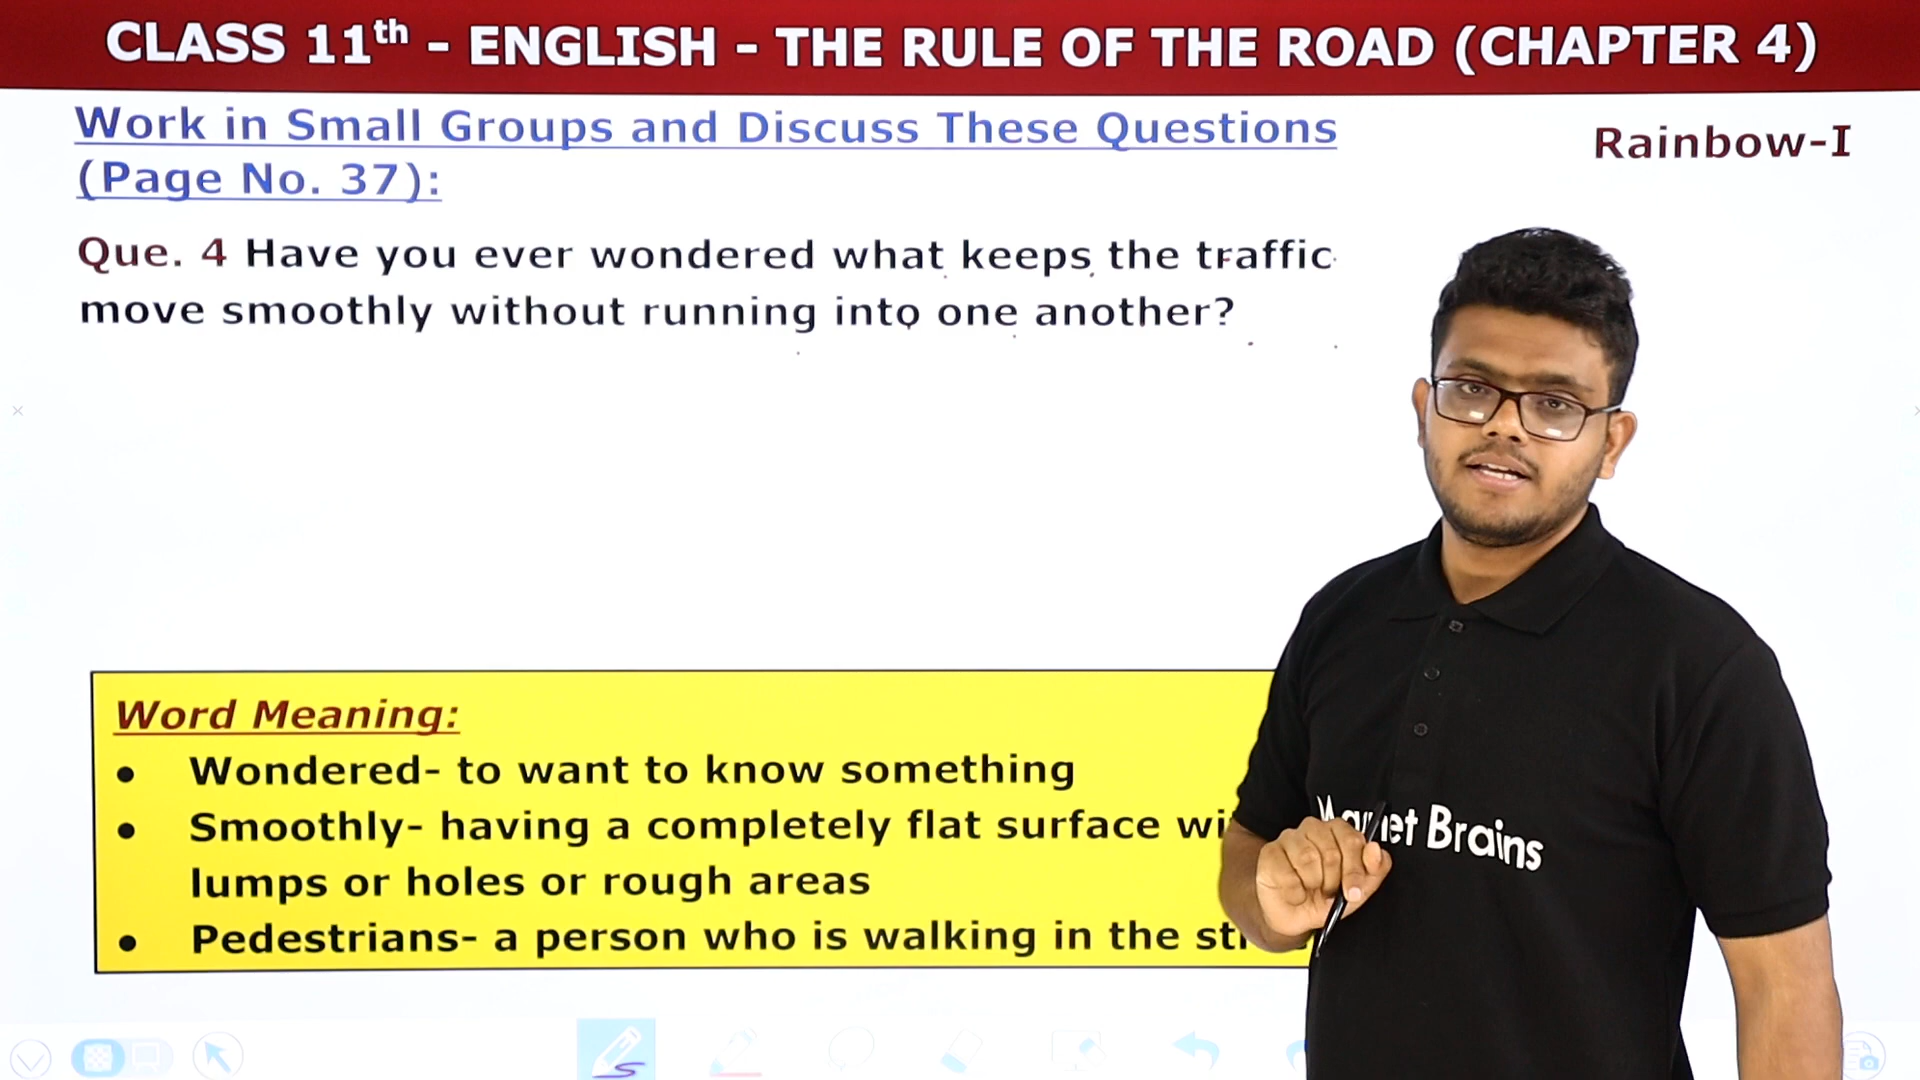 CLASS 11th - ENGLISH - THE RULE OF THE ROAD (CHAPTER 4)
Work in Small Groups and Discuss These Questions
(Page No. 37):
Rainbow-I
Que. 4 Have you ever wondered what keeps the traffic
move smoothly without running into one another?
Word Meaning:
● Wondered- to want to know something
● Smoothly- having a completely flat surface
lumps or holes or rough areas
● Pedestrians- a person who is walking in the
Brains